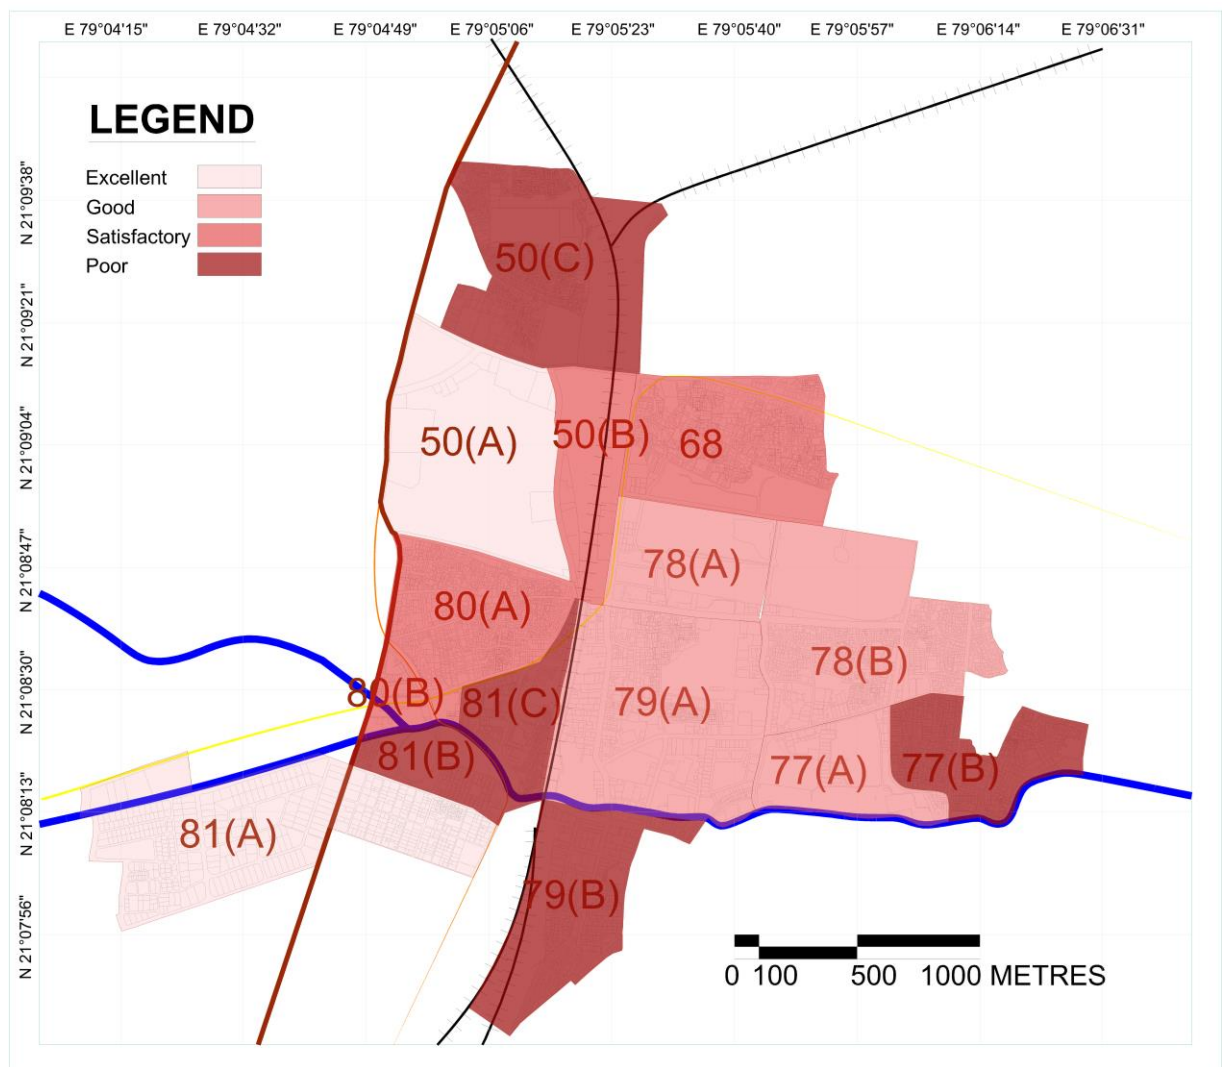 E 79°04'15" E 79°04'32" E 79°04'49" E 79°05'06" E 79°05'23" E 79°05'40" E 79°05'57" E 79°06'14" E 79°06'31"
LEGEND
Excellent
Good
Satisfactory
Poor
N 21°09'38"
N 21°09'21"
N 21°09'04"
N 21°08'47"
N 21°08'30"
N 21°08'13"
N 21°07'56"
50(C)
50(A)
50(B)
68
78(A)
80(A)
78(B)
80(B)
81(C)
79(A)
81(B)
77(A)
77(B)
81(A)
79(B)
0 100 500 1000 METRES